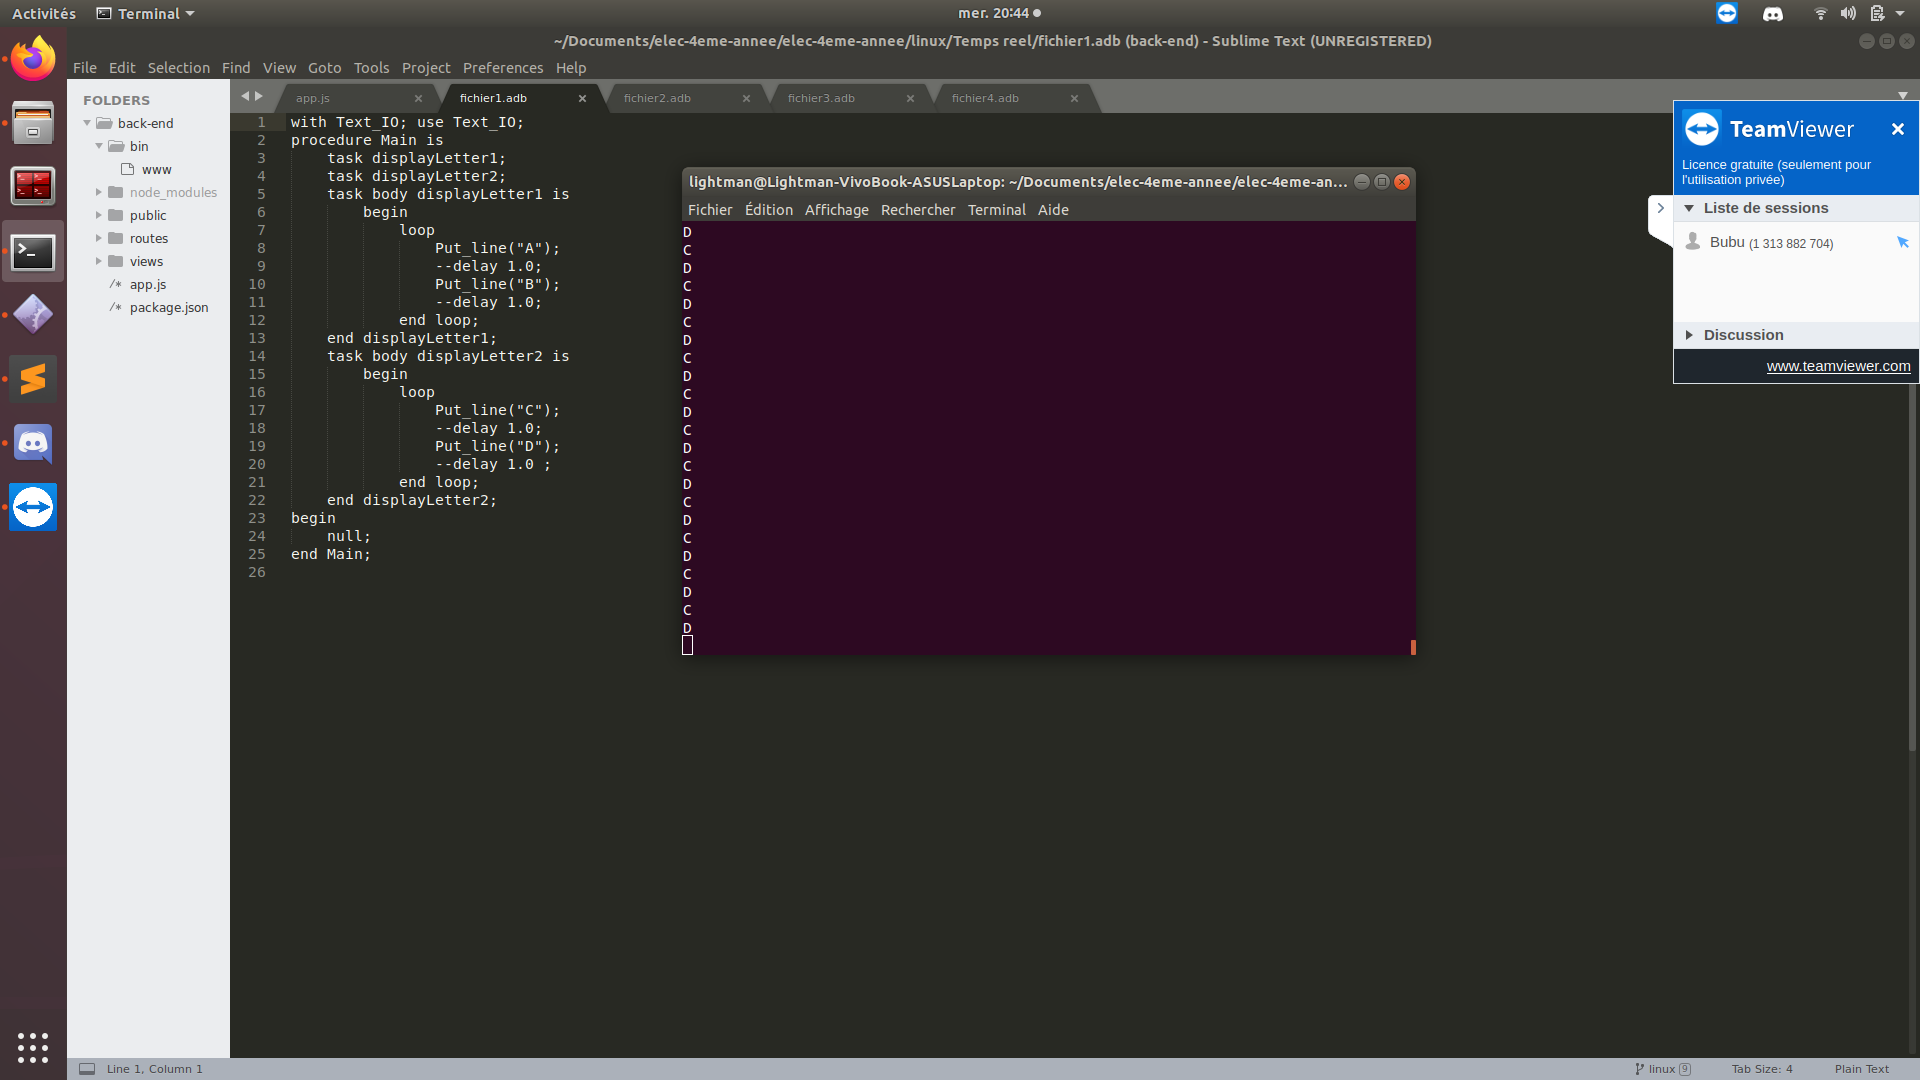 Activités
Terminal
mer. 20:44
~/Documents/elec-4eme-annee/elec-4eme-annee/linux/Temps reel/fichier1.adb (back-end) - Sublime Text (UNREGISTERED)
File Edit Selection Find View Goto Tools Project Preferences Help
FOLDERS
back-end
bin
www
node_modules
public
routes
views
/* app.js
/* package.json
app.js
fichier1.adb
fichier2.adb
fichier3.adb
fichier4.adb
1 with Text_IO; use Text_IO;
2 procedure Main is
3 task displayLetter1;
4 task displayLetter2;
5 task body displayLetter1 is
6 begin
7 loop
8 Put_line("A");
9 --delay 1.0;
10 Put_line("B");
11 --delay 1.0;
12 end loop;
13 end displayLetter1;
14 task body displayLetter2 is
15 begin
16 loop
17 Put_line("C");
18 --delay 1.0;
19 Put_line("D");
20 --delay 1.0 ;
21 end loop;
22 end displayLetter2;
23 begin
24 null;
25 end Main;
26
lightman@Lightman-VivoBook-ASUSLaptop: ~/Documents/elec-4eme-annee/elec-4eme-an...
Fichier Édition Affichage Rechercher Terminal Aide
D
C
D
C
D
C
D
C
D
C
D
C
D
C
D
C
D
C
D
C
D
C
D
TeamViewer
Licence gratuite (seulement pour
l'utilisation privée)
Liste de sessions
Bubu (1 313 882 704)
Discussion
www.teamviewer.com
Line 1, Column 1
linux 9
Tab Size: 4
Plain Text